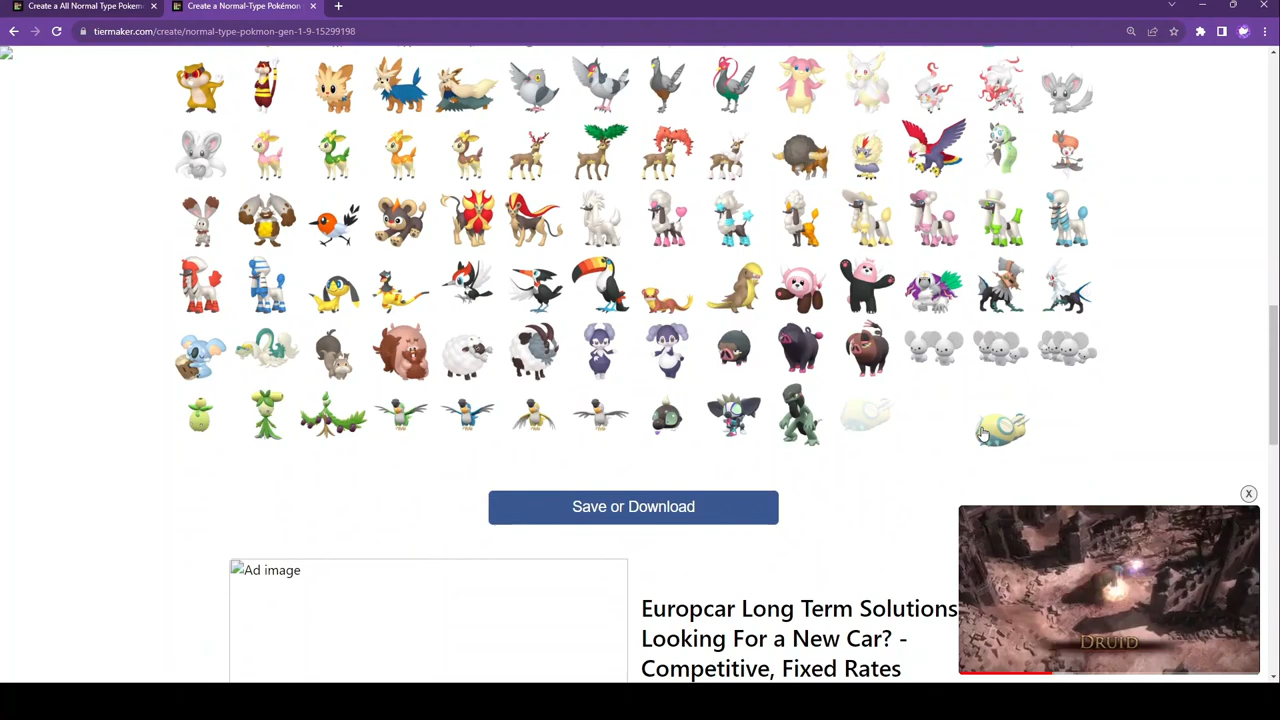 Create a All Normal Type Pokem
Create a Normal-Type Pokémon
tiermaker.com/create/normal-type-pokmon-gen-1-9-15299198
Save or Download
X
Ad image
Europcar Long Term Solutions
Looking For a New Car? -
Competitive, Fixed Rates
DRUID